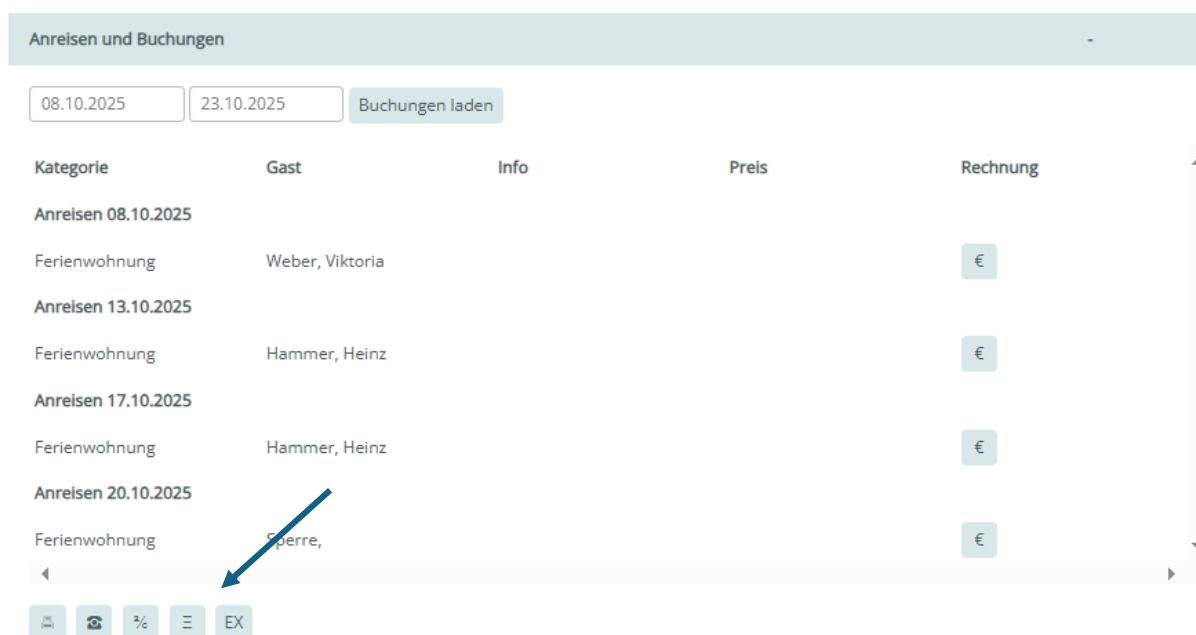 Anreisen und Buchungen -
08.10.2025 23.10.2025 Buchungen laden
Kategorie Gast Info Preis Rechnung
Anreisen 08.10.2025
Ferienwohnung Weber, Viktoria €
Anreisen 13.10.2025
Ferienwohnung Hammer, Heinz €
Anreisen 17.10.2025
Ferienwohnung Hammer, Heinz €
Anreisen 20.10.2025
Ferienwohnung Sperre, €
Ξ EX